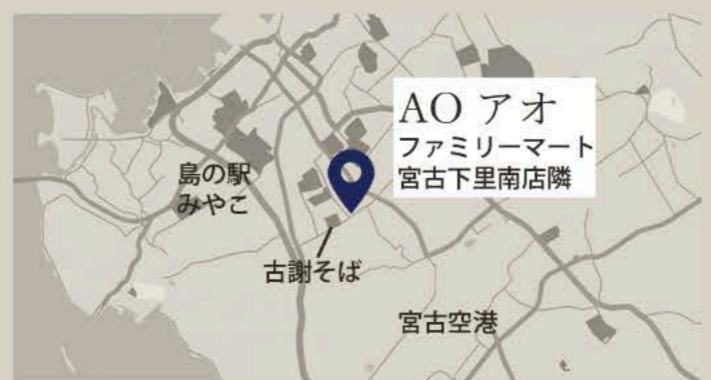 AO アオ
ファミリーマート
宮古下里南店隣
島の駅
みやこ
古謝そば
宮古空港